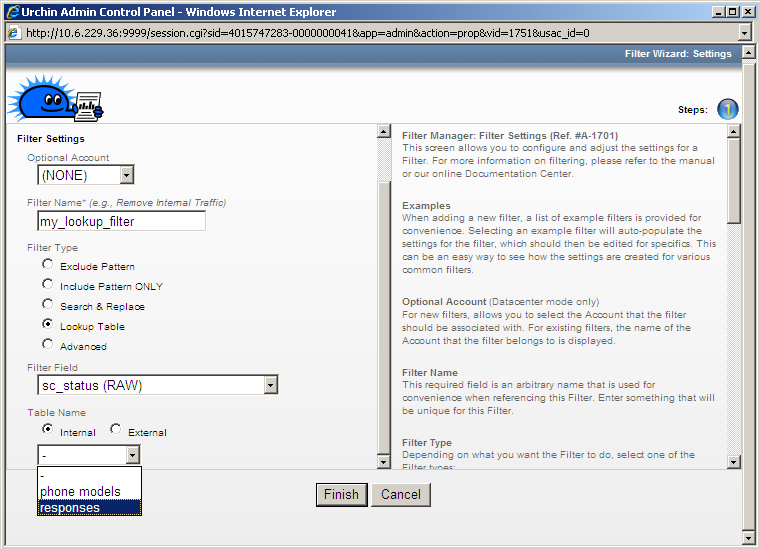 Urchin Admin Control Panel - Windows Internet Explorer
http://10.6.229.36:9999/session.cgi?sid=4015747283-0000000041&app=admin&action=prop&vid=1751&usac_id=0
Filter Wizard: Settings
Steps: 1
Filter Settings
Optional Account
(NONE)
Filter Name* (e.g., Remove Internal Traffic)
my_lookup_filter
Filter Type
Exclude Pattern
Include Pattern ONLY
Search & Replace
Lookup Table
Advanced
Filter Field
sc_status (RAW)
Table Name
Internal External
-
-
phone models
responses
Filter Manager: Filter Settings (Ref. #A-1701)
This screen allows you to configure and adjust the settings for a
Filter. For more information on filtering, please refer to the manual
or our online Documentation Center.
Examples
When adding a new filter, a list of example filters is provided for
convenience. Selecting an example filter will auto-populate the
settings for the filter, which should then be edited for specifics. This
can be an easy way to see how the settings are created for various
common filters.
Optional Account (Datacenter mode only)
For new filters, allows you to select the Account that the filter
should be associated with. For existing filters, the name of the
Account that the filter belongs to is displayed.
Filter Name
This required field is an arbitrary name that is used for
convenience when referencing this Filter. Enter something that will
be unique for this Filter.
Filter Type
Depending on what you want the Filter to do, select one of the
Filter types:
Finish Cancel